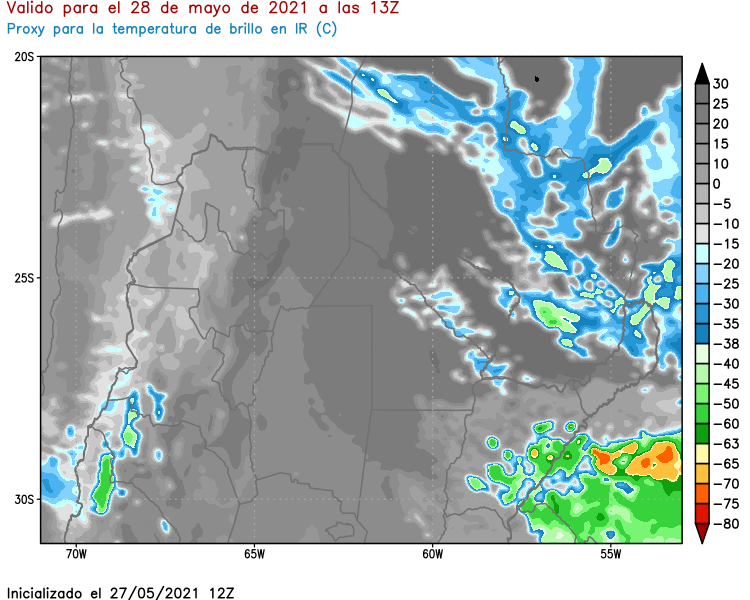 Valido para el 28 de mayo de 2021 a las 13Z
Proxy para la temperatura de brillo en IR (C)
20S
25S
30S
70W
65W
60W
55W
30
25
20
15
10
0
-5
-10
-15
-20
-25
-30
-35
-38
-40
-45
-50
-60
-63
-65
-70
-75
-80
Inicializado el 27/05/2021 12Z